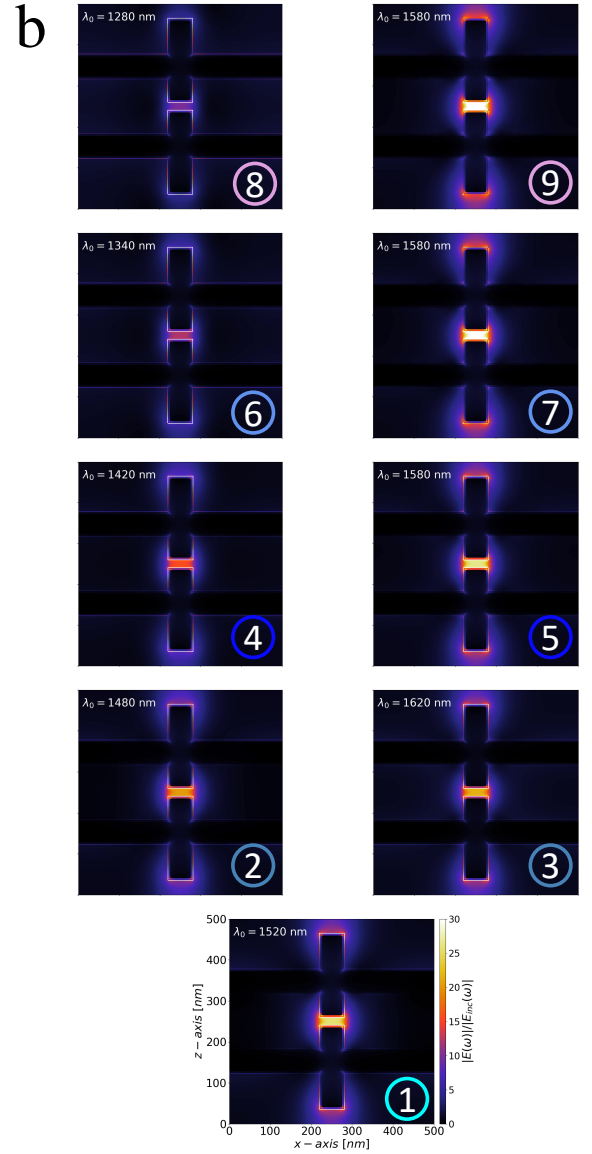 b
λ₀ = 1280 nm
8
λ₀ = 1580 nm
9
λ₀ = 1340 nm
6
λ₀ = 1580 nm
7
λ₀ = 1420 nm
4
λ₀ = 1580 nm
5
λ₀ = 1480 nm
2
λ₀ = 1620 nm
3
λ₀ = 1520 nm
1
500
400
300
200
100
0
z − axis [nm]
0
100
200
300
400
500
x − axis [nm]
30
25
20
15
10
5
0
|E(ω)|/|E_inc(ω)|